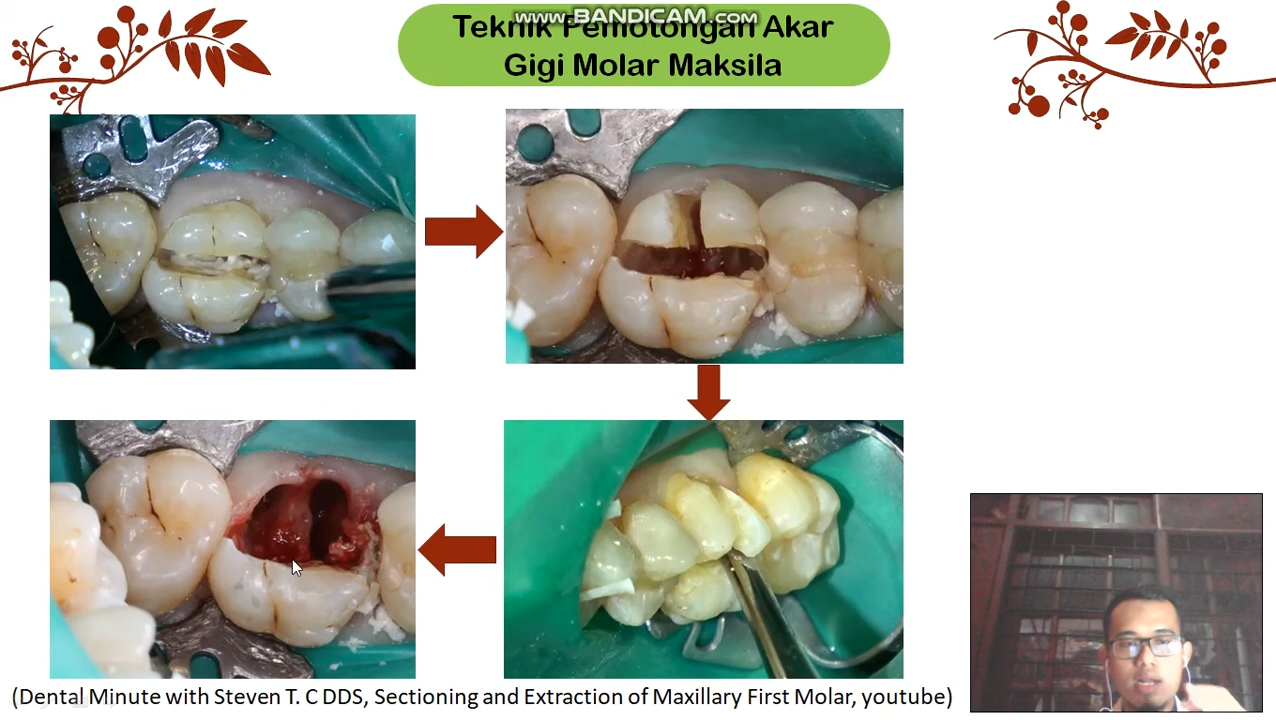 www.BANDICAM.com
Teknik Pemotongan Akar
Gigi Molar Maksila
(Dental Minute with Steven T. C DDS, Sectioning and Extraction of Maxillary First Molar, youtube)